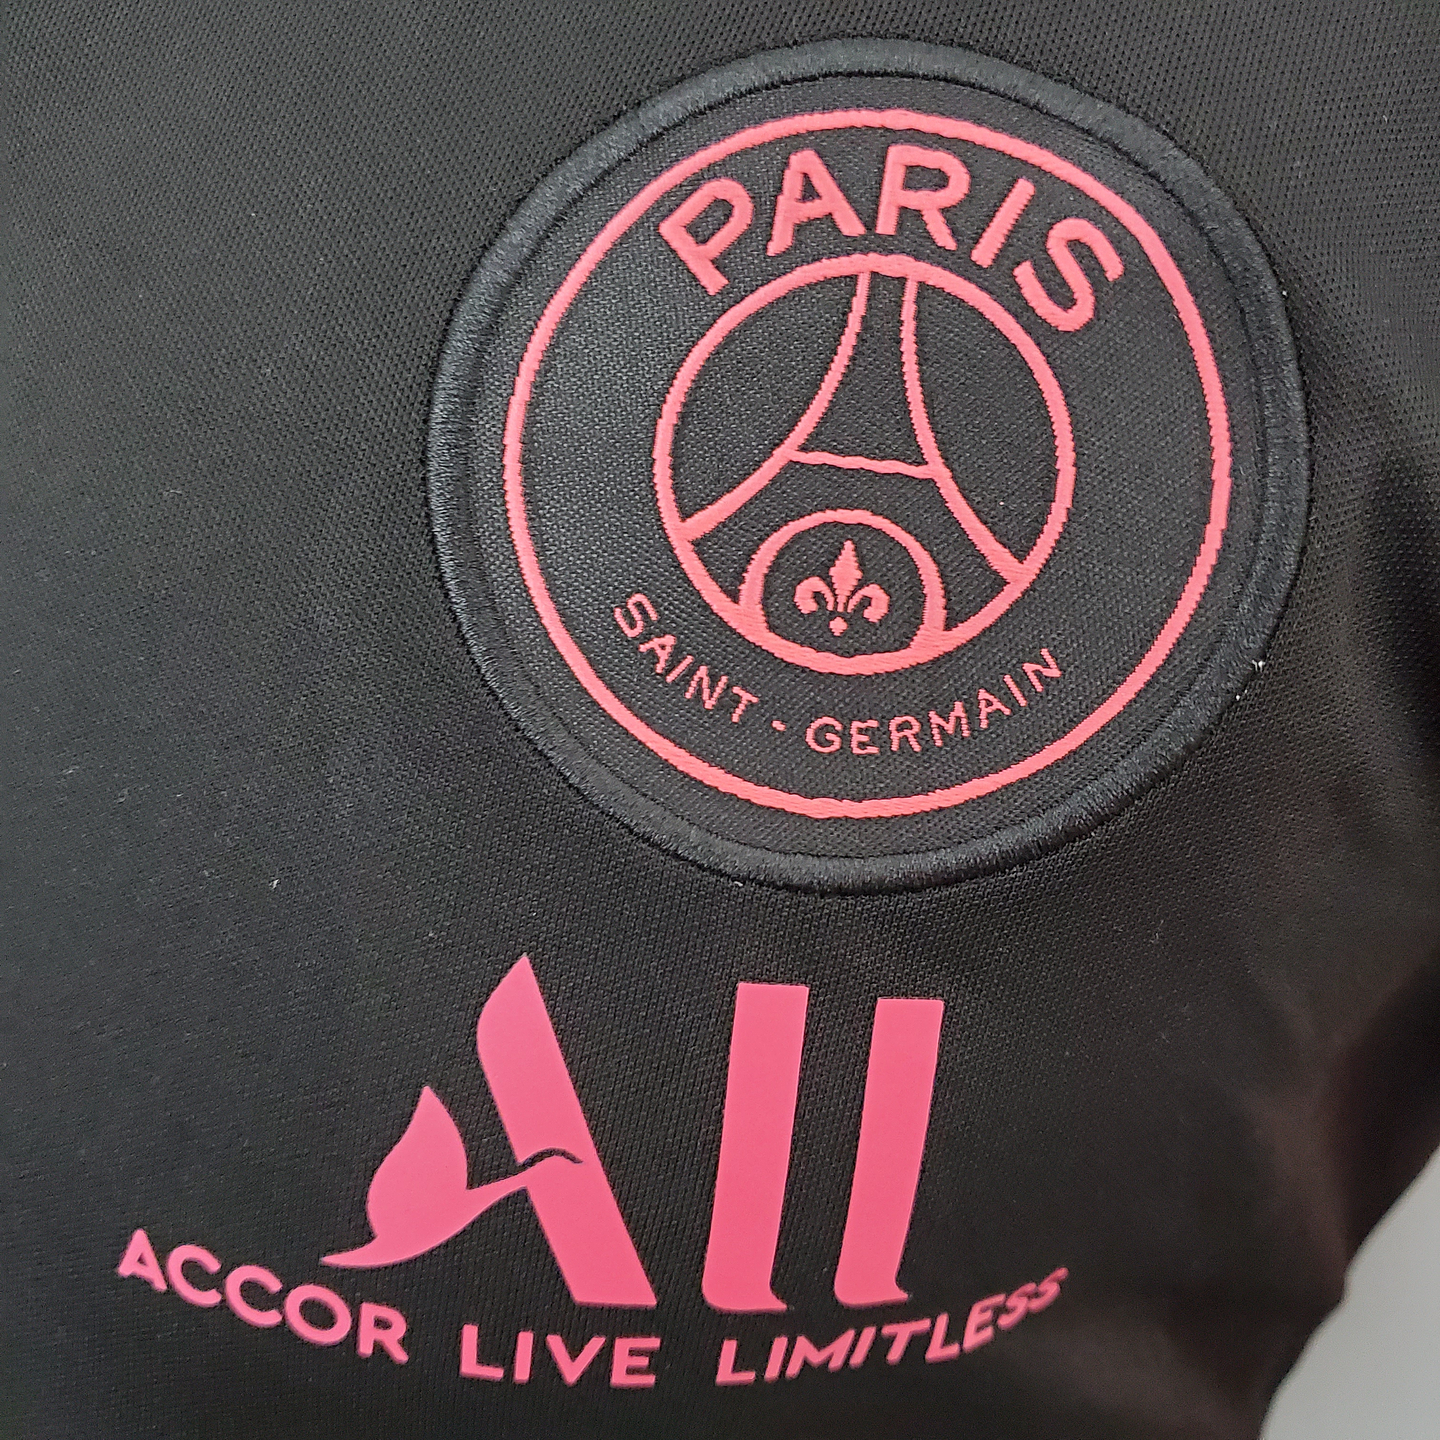 PARIS
SAINT-GERMAIN
ALL
ACCOR LIVE LIMITLESS